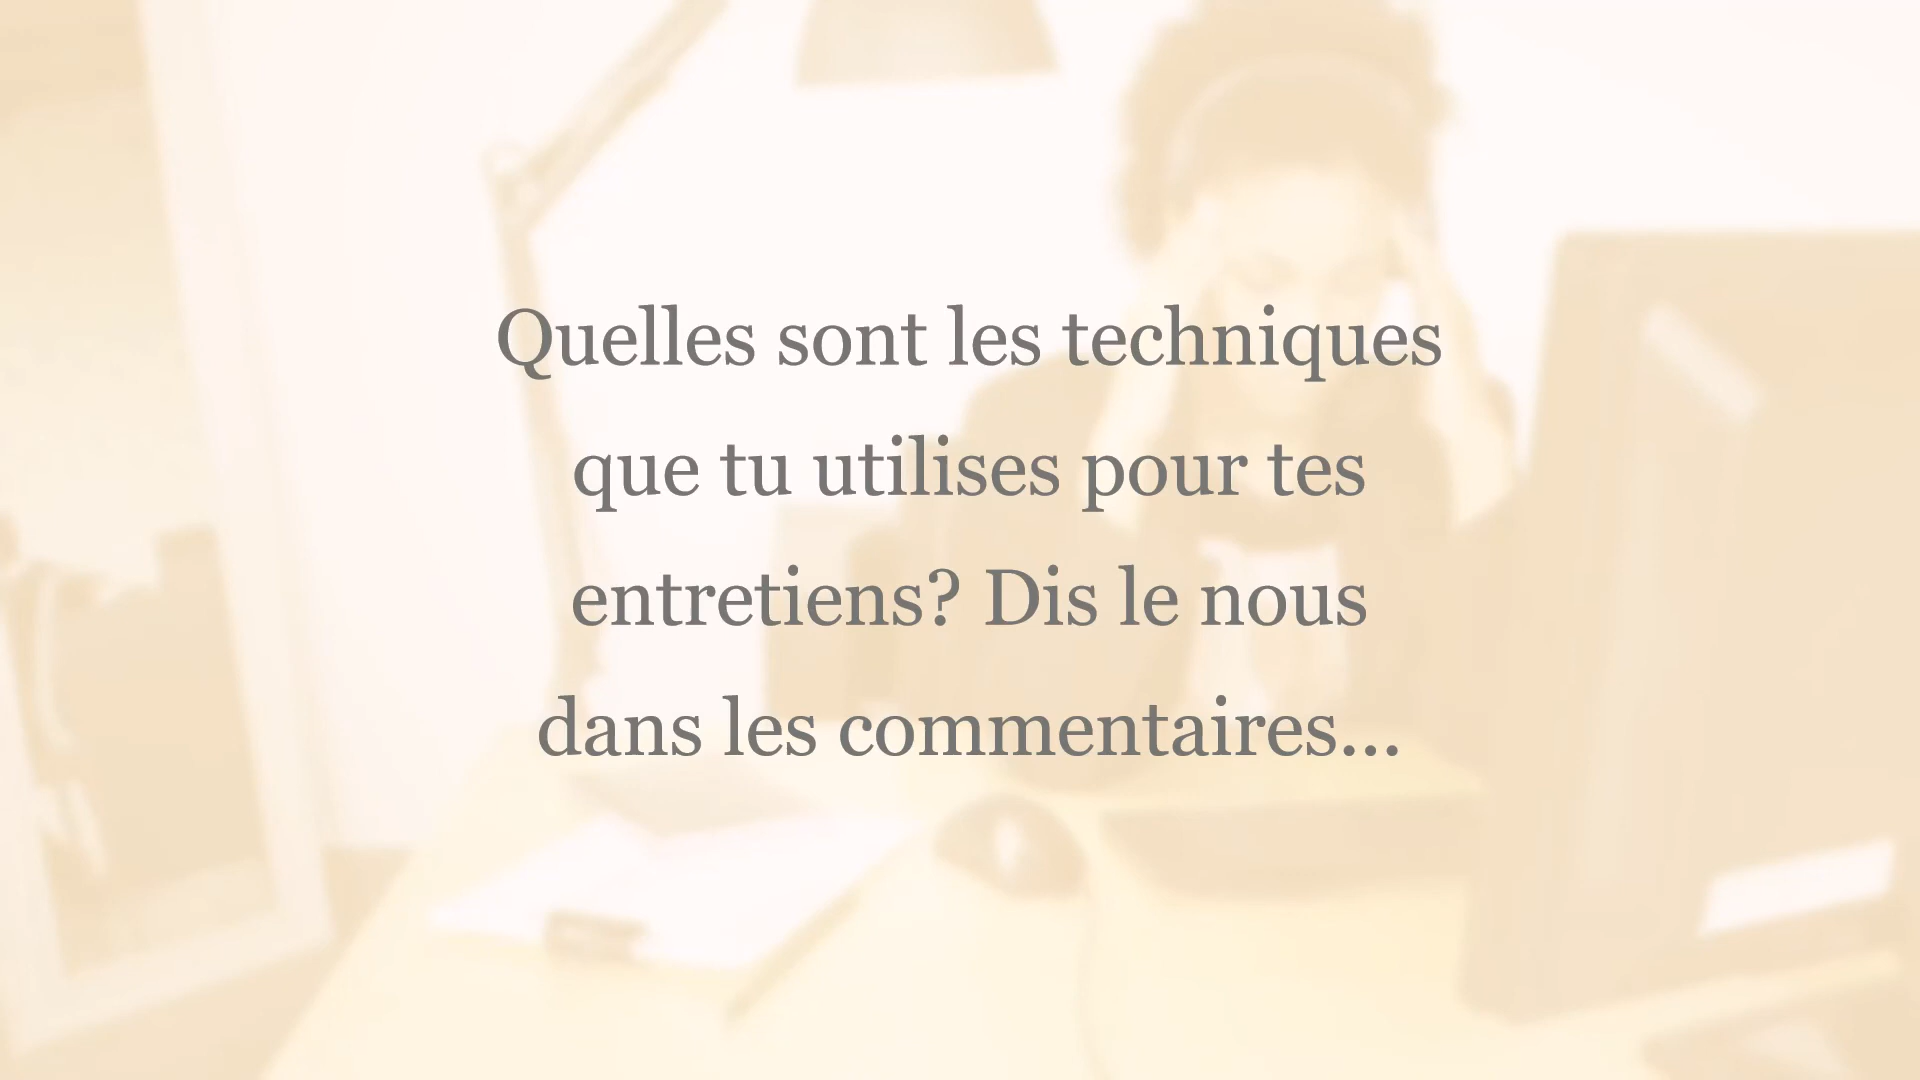 Quelles sont les techniques
que tu utilises pour tes
entretiens? Dis le nous
dans les commentaires...